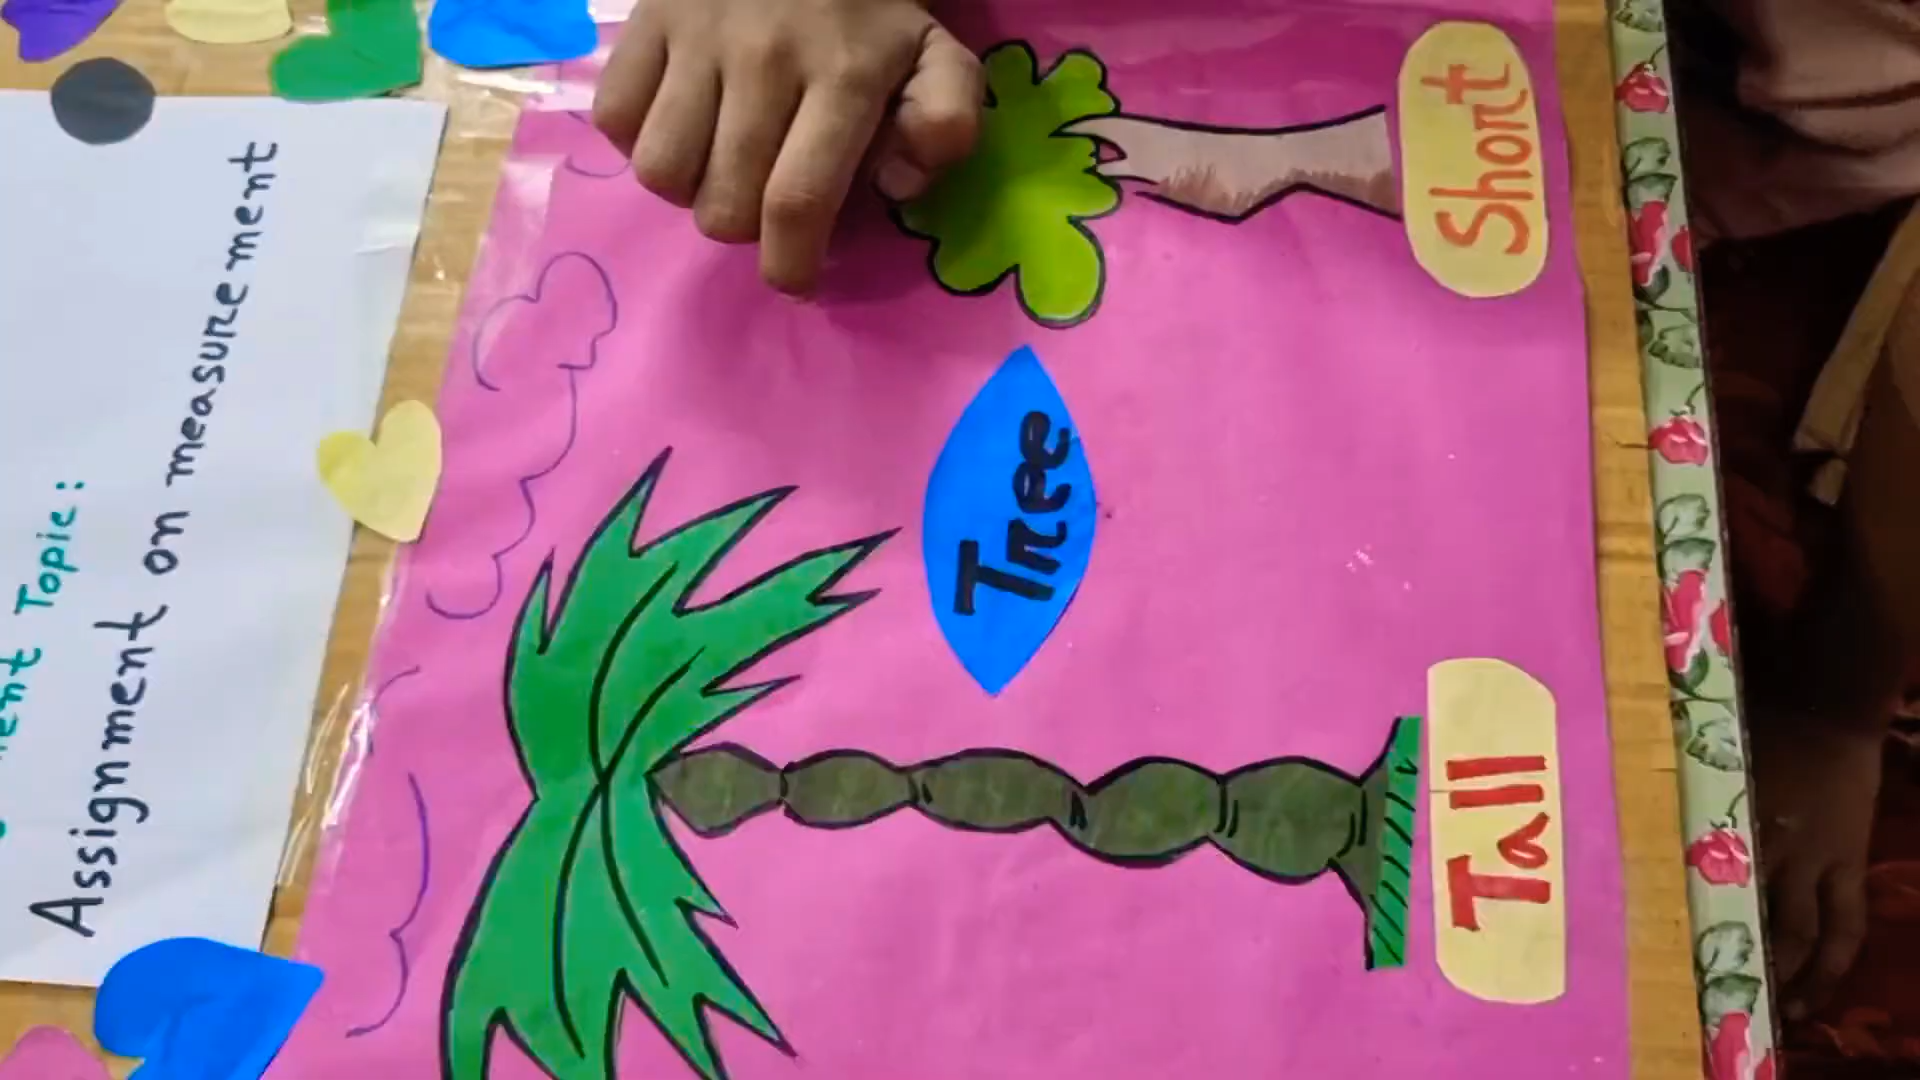 Topic:
Assignment on measurement
Tree
Tall
Short